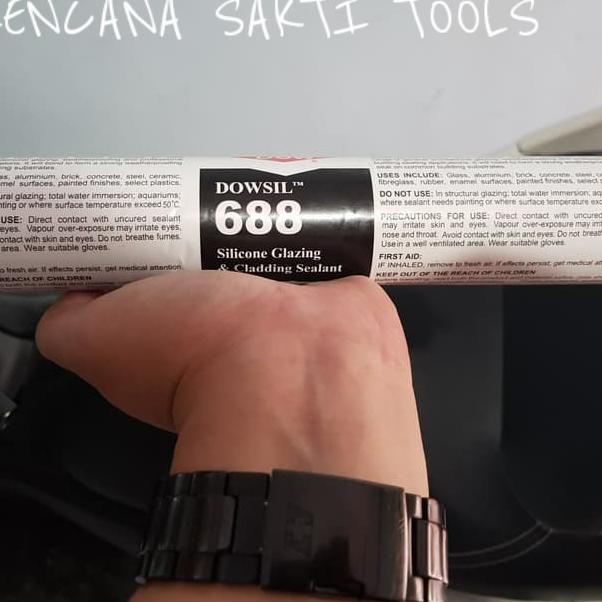 ENCANA SAKTI TOOLS
DOWSIL™
688
Silicone Glazing
& Cladding Sealant
s, aluminium, brick, concrete, steel, ceramic,
mel surfaces, painted finishes, select plastics.
ural glazing; total water immersion; aquariums;
nting or where surface temperature exceed 50°C.
USE: Direct contact with uncured sealant
eyes. Vapour over-exposure may irritate eyes,
contact with skin and eyes. Do not breathe fumes.
area. Wear suitable gloves.
o fresh air. If effects persist, get medical attention.
REACH OF CHILDREN
USES INCLUDE: Glass, aluminium, brick, concrete, steel, c
fibreglass, rubber, enamel surfaces, painted finishes, select
DO NOT USE: In structural glazing; total water immersion; aq
where sealant needs painting or where surface temperature exc
PRECAUTIONS FOR USE: Direct contact with uncured
may irritate skin and eyes. Vapour over-exposure may irrit
nose and throat. Avoid contact with skin and eyes. Do not breath
Use in a well ventilated area. Wear suitable gloves.
FIRST AID:
IF INHALED, remove to fresh air, if effects persist, get medical att
KEEP OUT OF THE REACH OF CHILDREN